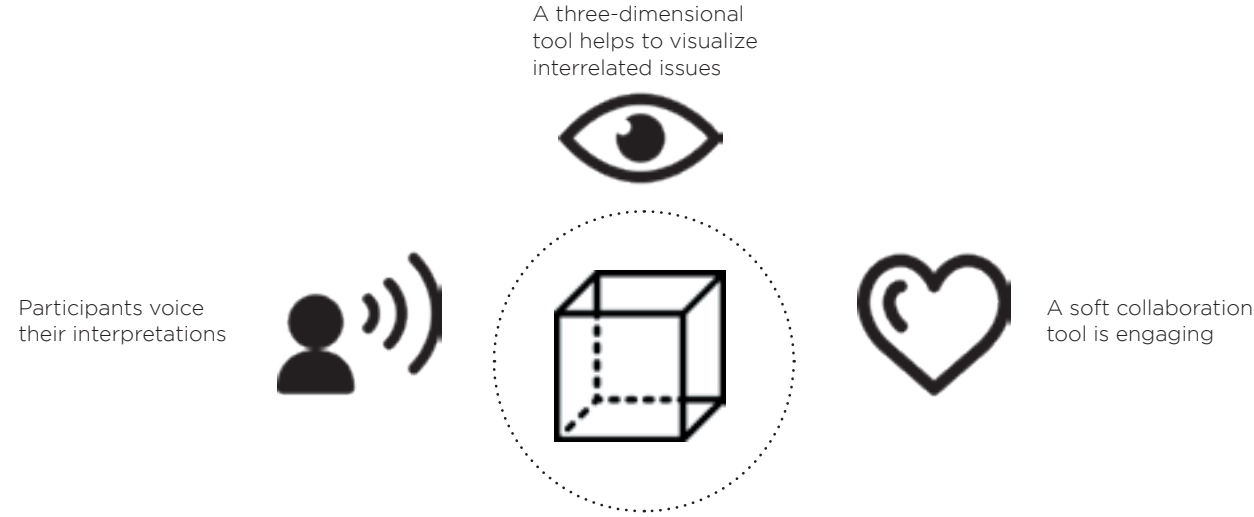 A three-dimensional
tool helps to visualize
interrelated issues
Participants voice
their interpretations
A soft collaboration
tool is engaging